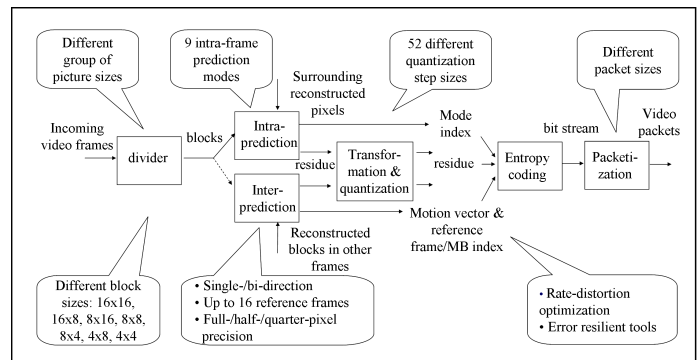 Different
group of
picture sizes
9 intra-frame
prediction
modes
52 different
quantization
step sizes
Different
packet sizes
Surrounding
reconstructed
pixels
Incoming
video frames
divider
blocks
Intra-
prediction
residue
Inter-
prediction
Transfor-
mation &
quantization
Mode
index
residue
Motion vector &
reference
frame/MB index
Entropy
coding
bit stream
Packeti-
zation
Video
packets
Reconstructed
blocks in other
frames
Different block
sizes: 16x16,
16x8, 8x16, 8x8,
8x4, 4x8, 4x4
• Single-/bi-direction
• Up to 16 reference frames
• Full-/half-/quarter-pixel
precision
• Rate-distortion
optimization
• Error resilient tools